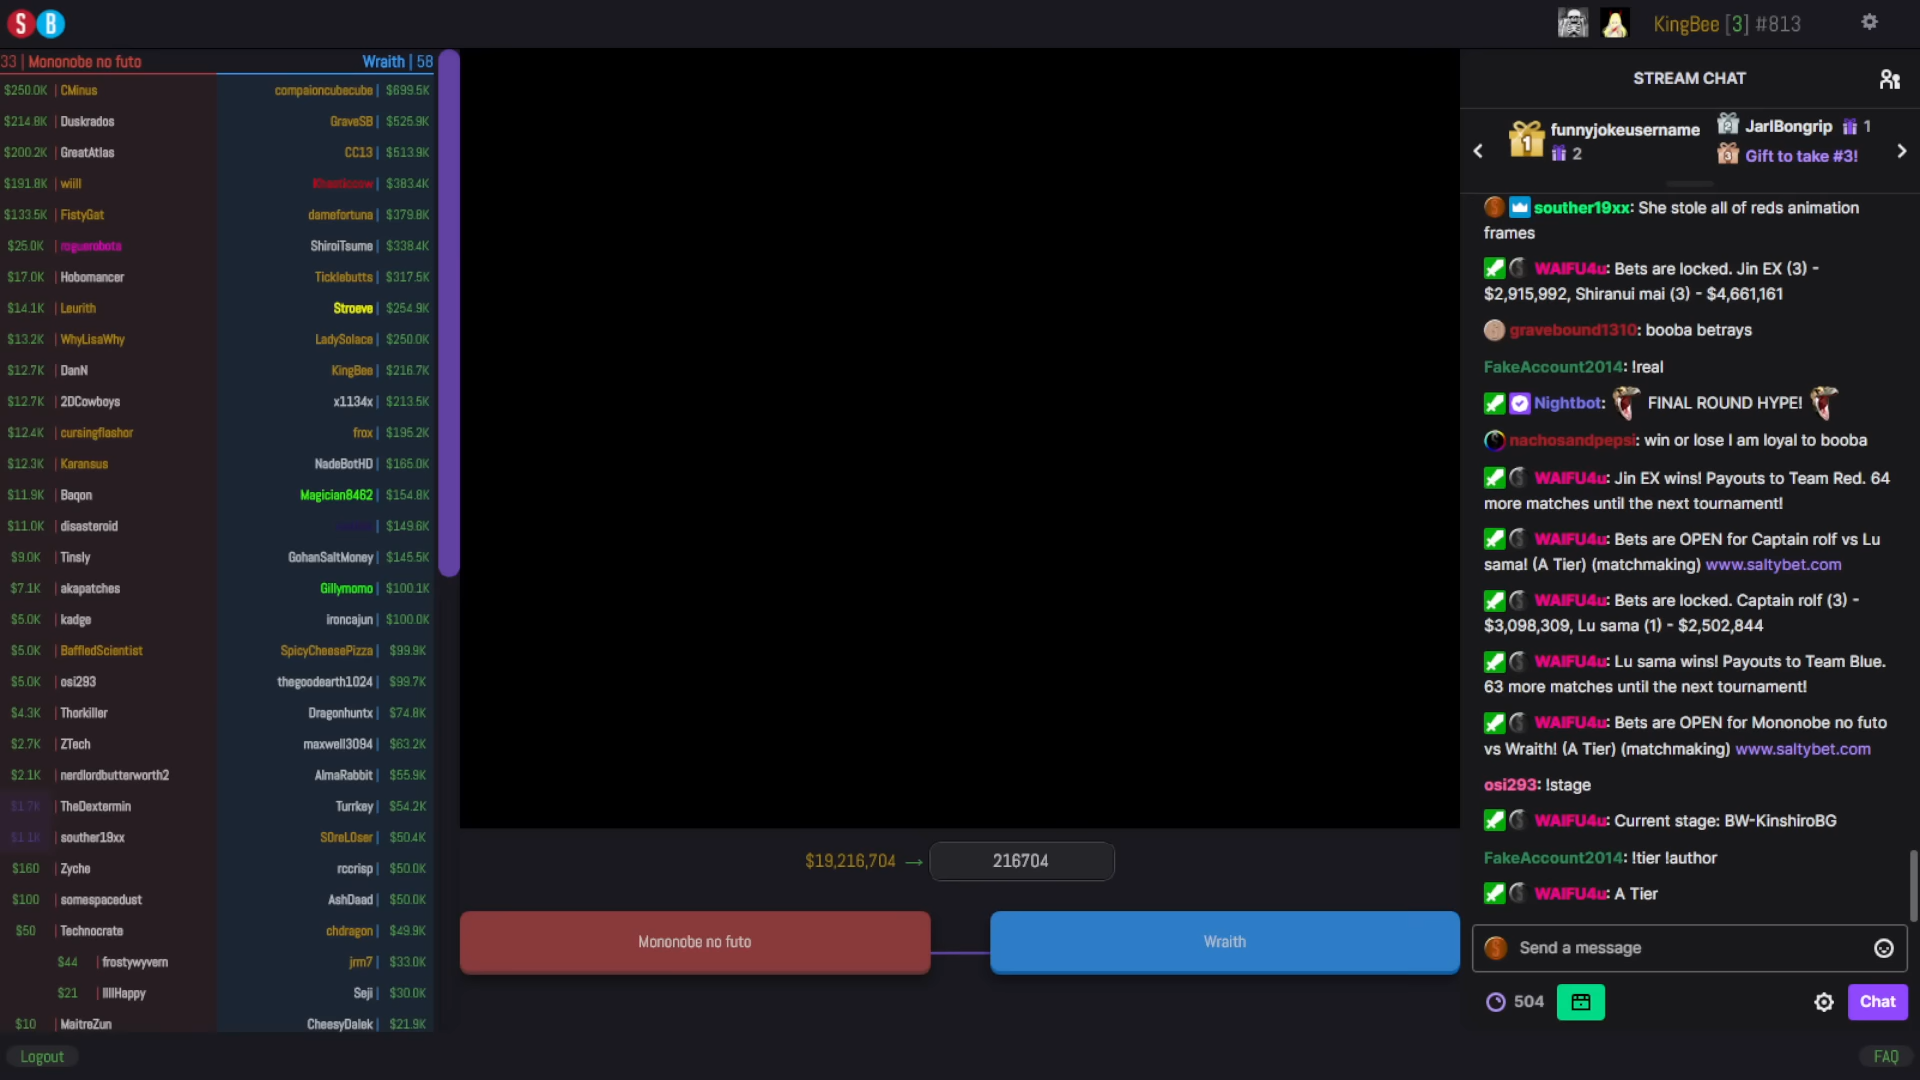 S B
KingBee [3] #813
33 | Mononobe no futo
Wraith | 58
$250.0K | CMinus
$214.8K | Duskrados
$200.2K | GreatAtlas
$191.8K | wiill
$133.5K | FistyGat
$25.0K | roguerobots
$17.0K | Hobomancer
$14.1K | Leurith
$13.2K | WhyLisaWhy
$12.7K | DanN
$12.7K | 2DCowboys
$12.4K | cursingflashor
$12.3K | Karansus
$11.9K | Baqon
$11.0K | disasteroid
$9.0K | Tinsly
$7.1K | akapatches
$5.0K | kadge
$5.0K | BaffledScientist
$5.0K | osi293
$4.3K | Thorkiller
$2.7K | ZTech
$2.1K | nerdlordbutterworth2
$1.7K | TheDextermin
$1.1K | souther19xx
$160 | Zyche
$100 | somespacedust
$50 | Technocrate
$44 | frostywyvern
$21 | IllllHappy
$10 | MaitreZun
compaioncubecube | $699.5K
GraveSB | $525.9K
CC13 | $513.9K
| $383.4K
damefortuna | $379.8K
ShiroiTsume | $338.4K
Ticklebutts | $317.5K
Stroeve | $254.9K
LadySolace | $250.0K
KingBee | $216.7K
x1134x | $213.5K
frox | $195.2K
NadeBotHD | $165.0K
Magician8462 | $154.8K
| $149.6K
GohanSaltMoney | $145.5K
Gillymomo | $100.1K
ironcajun | $100.0K
SpicyCheesePizza | $99.9K
thegoodearth1024 | $99.7K
Dragonhuntx | $74.8K
maxwell3094 | $63.2K
AlmaRabbit | $55.9K
Turrkey | $54.2K
S0reL0ser | $50.4K
rccrisp | $50.0K
AshDaad | $50.0K
chdragon | $49.9K
jrm7 | $33.0K
Seji | $30.0K
CheesyDalek | $21.9K
$19,216,704 → 216704
Mononobe no futo
Wraith
Logout
STREAM CHAT
1 funnyjokeusername
2
2 JarlBongrip 1
3 Gift to take #3!
souther19xx: She stole all of reds animation
frames
WAIFU4u: Bets are locked. Jin EX (3) -
$2,915,992, Shiranui mai (3) - $4,661,161
gravebound1310: booba betrays
FakeAccount2014: !real
Nightbot: FINAL ROUND HYPE!
nachosandpepsi: win or lose I am loyal to booba
WAIFU4u: Jin EX wins! Payouts to Team Red. 64
more matches until the next tournament!
WAIFU4u: Bets are OPEN for Captain rolf vs Lu
sama! (A Tier) (matchmaking) www.saltybet.com
WAIFU4u: Bets are locked. Captain rolf (3) -
$3,098,309, Lu sama (1) - $2,502,844
WAIFU4u: Lu sama wins! Payouts to Team Blue.
63 more matches until the next tournament!
WAIFU4u: Bets are OPEN for Mononobe no futo
vs Wraith! (A Tier) (matchmaking) www.saltybet.com
osi293: !stage
WAIFU4u: Current stage: BW-KinshiroBG
FakeAccount2014: !tier !author
WAIFU4u: A Tier
Send a message
504
Chat
FAQ